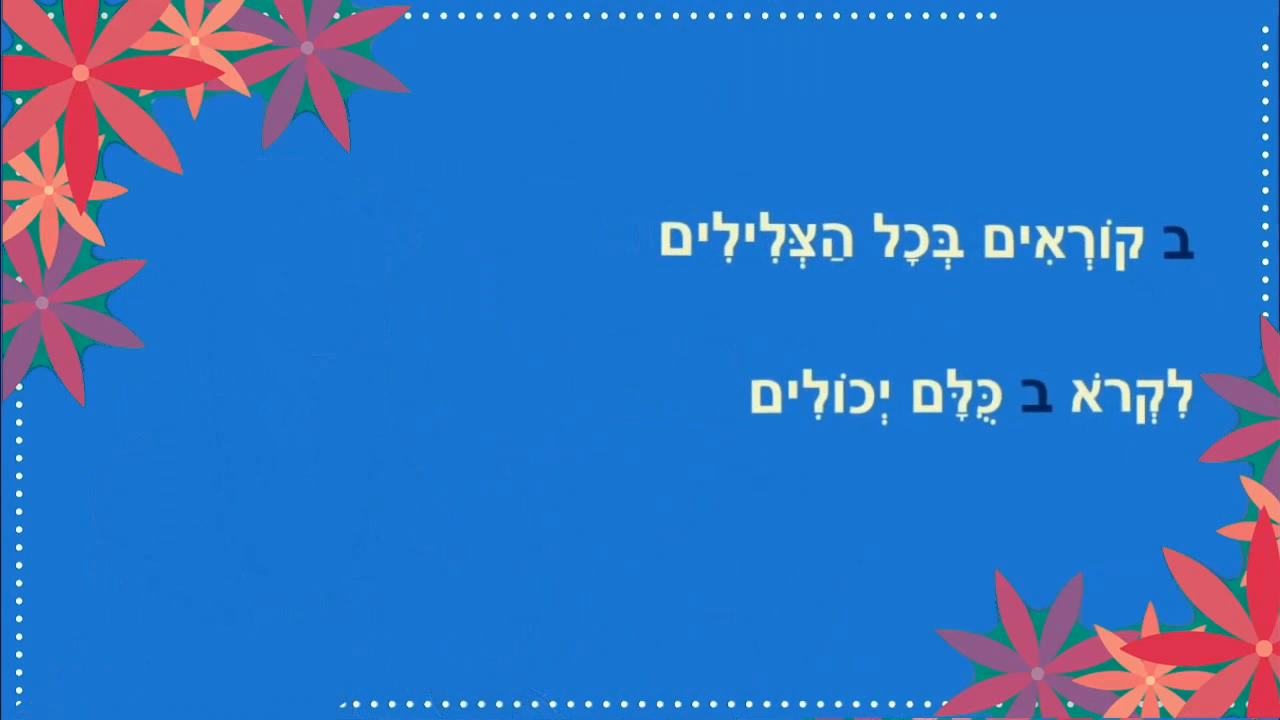 ב קוֹרְאִים בְּכָל הַצְּלִילִים
לִקְרֹא ב כֻּלָּם יְכוֹלִים